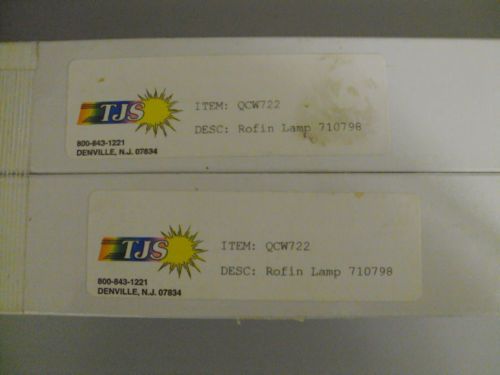 TJS
ITEM: QCW722
DESC: Rofin Lamp 710798
800-843-1221
DENVILLE, N.J. 07834
TJS
ITEM: QCW722
DESC: Rofin Lamp 710798
800-843-1221
DENVILLE, N.J. 07834